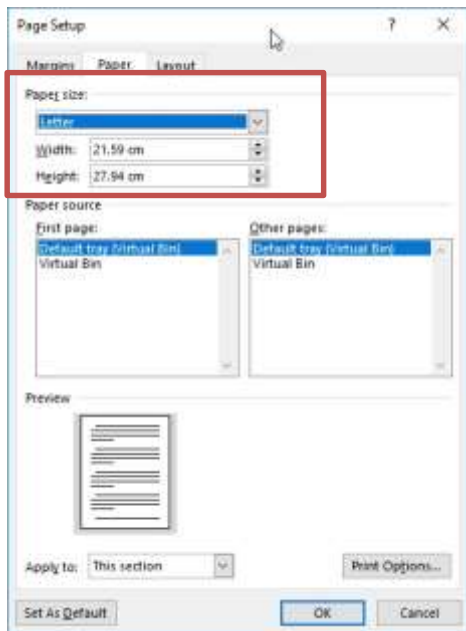 Page Setup ? ×
Margins Paper Layout
Paper size:
Letter
Width: 21.59 cm
Height: 27.94 cm
Paper source
First page: Other pages:
Default tray (Virtual Bin) Default tray (Virtual Bin)
Virtual Bin Virtual Bin
Preview
Apply to: This section Print Options...
Set As Default OK Cancel